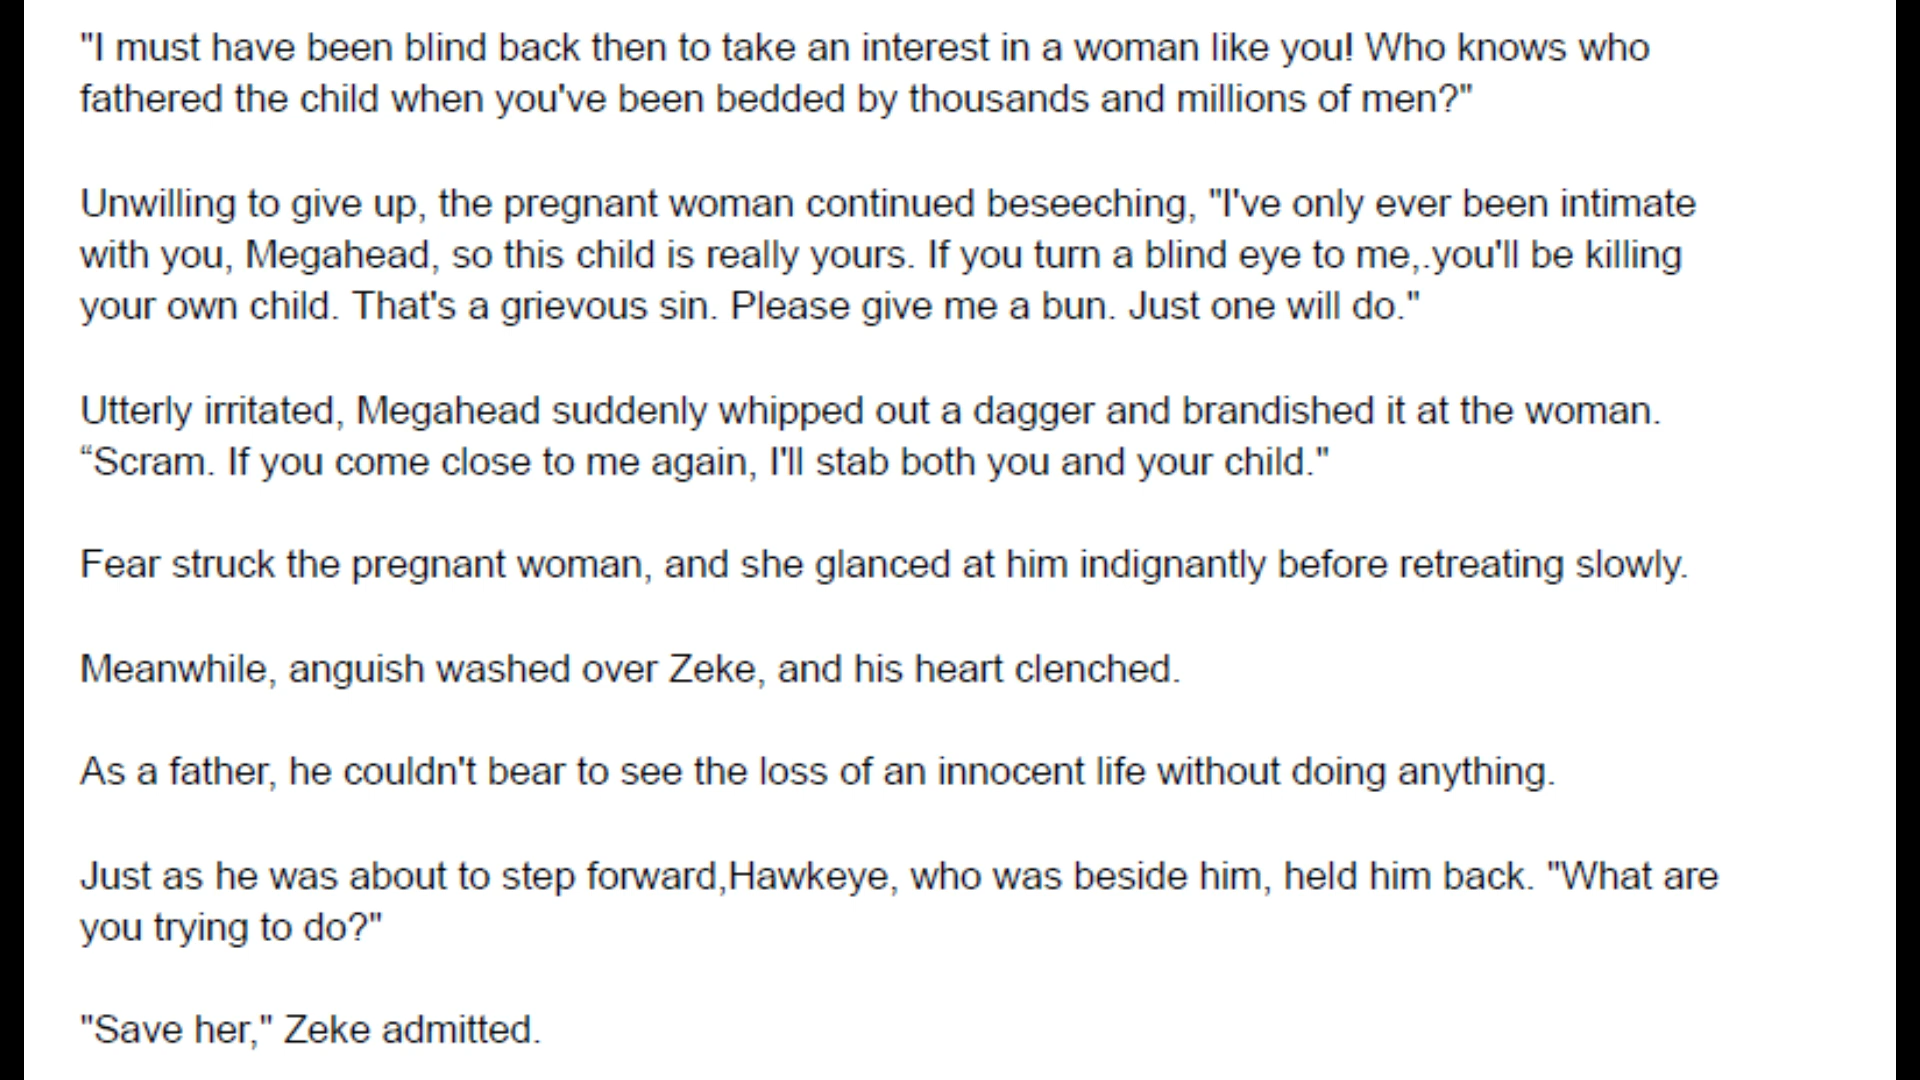 "I must have been blind back then to take an interest in a woman like you! Who knows who
fathered the child when you've been bedded by thousands and millions of men?"
Unwilling to give up, the pregnant woman continued beseeching, "I've only ever been intimate
with you, Megahead, so this child is really yours. If you turn a blind eye to me,.you'll be killing
your own child. That's a grievous sin. Please give me a bun. Just one will do."
Utterly irritated, Megahead suddenly whipped out a dagger and brandished it at the woman.
“Scram. If you come close to me again, I'll stab both you and your child."
Fear struck the pregnant woman, and she glanced at him indignantly before retreating slowly.
Meanwhile, anguish washed over Zeke, and his heart clenched.
As a father, he couldn't bear to see the loss of an innocent life without doing anything.
Just as he was about to step forward,Hawkeye, who was beside him, held him back. "What are
you trying to do?"
"Save her," Zeke admitted.